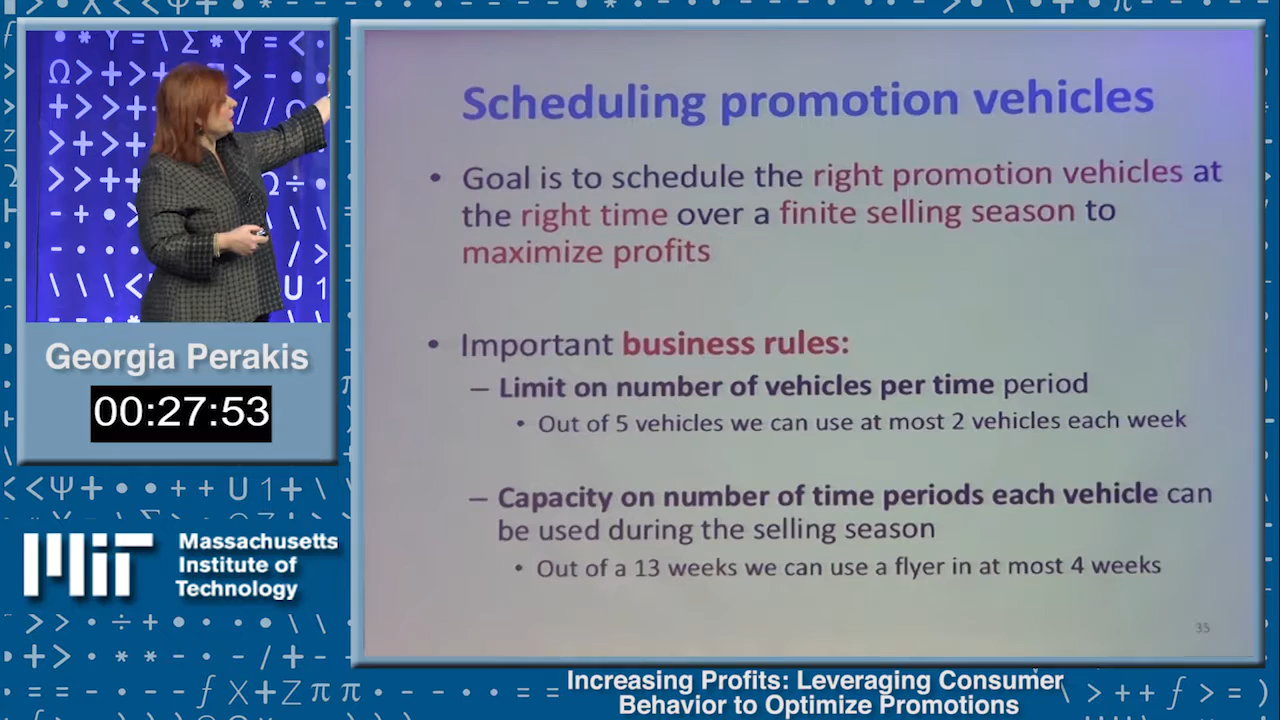 Scheduling promotion vehicles
• Goal is to schedule the right promotion vehicles at
the right time over a finite selling season to
maximize profits
• Important business rules:
– Limit on number of vehicles per time period
• Out of 5 vehicles we can use at most 2 vehicles each week
– Capacity on number of time periods each vehicle can
be used during the selling season
• Out of a 13 weeks we can use a flyer in at most 4 weeks
35
Georgia Perakis
00:27:53
MIT
Massachusetts
Institute of
Technology
Increasing Profits: Leveraging Consumer
Behavior to Optimize Promotions